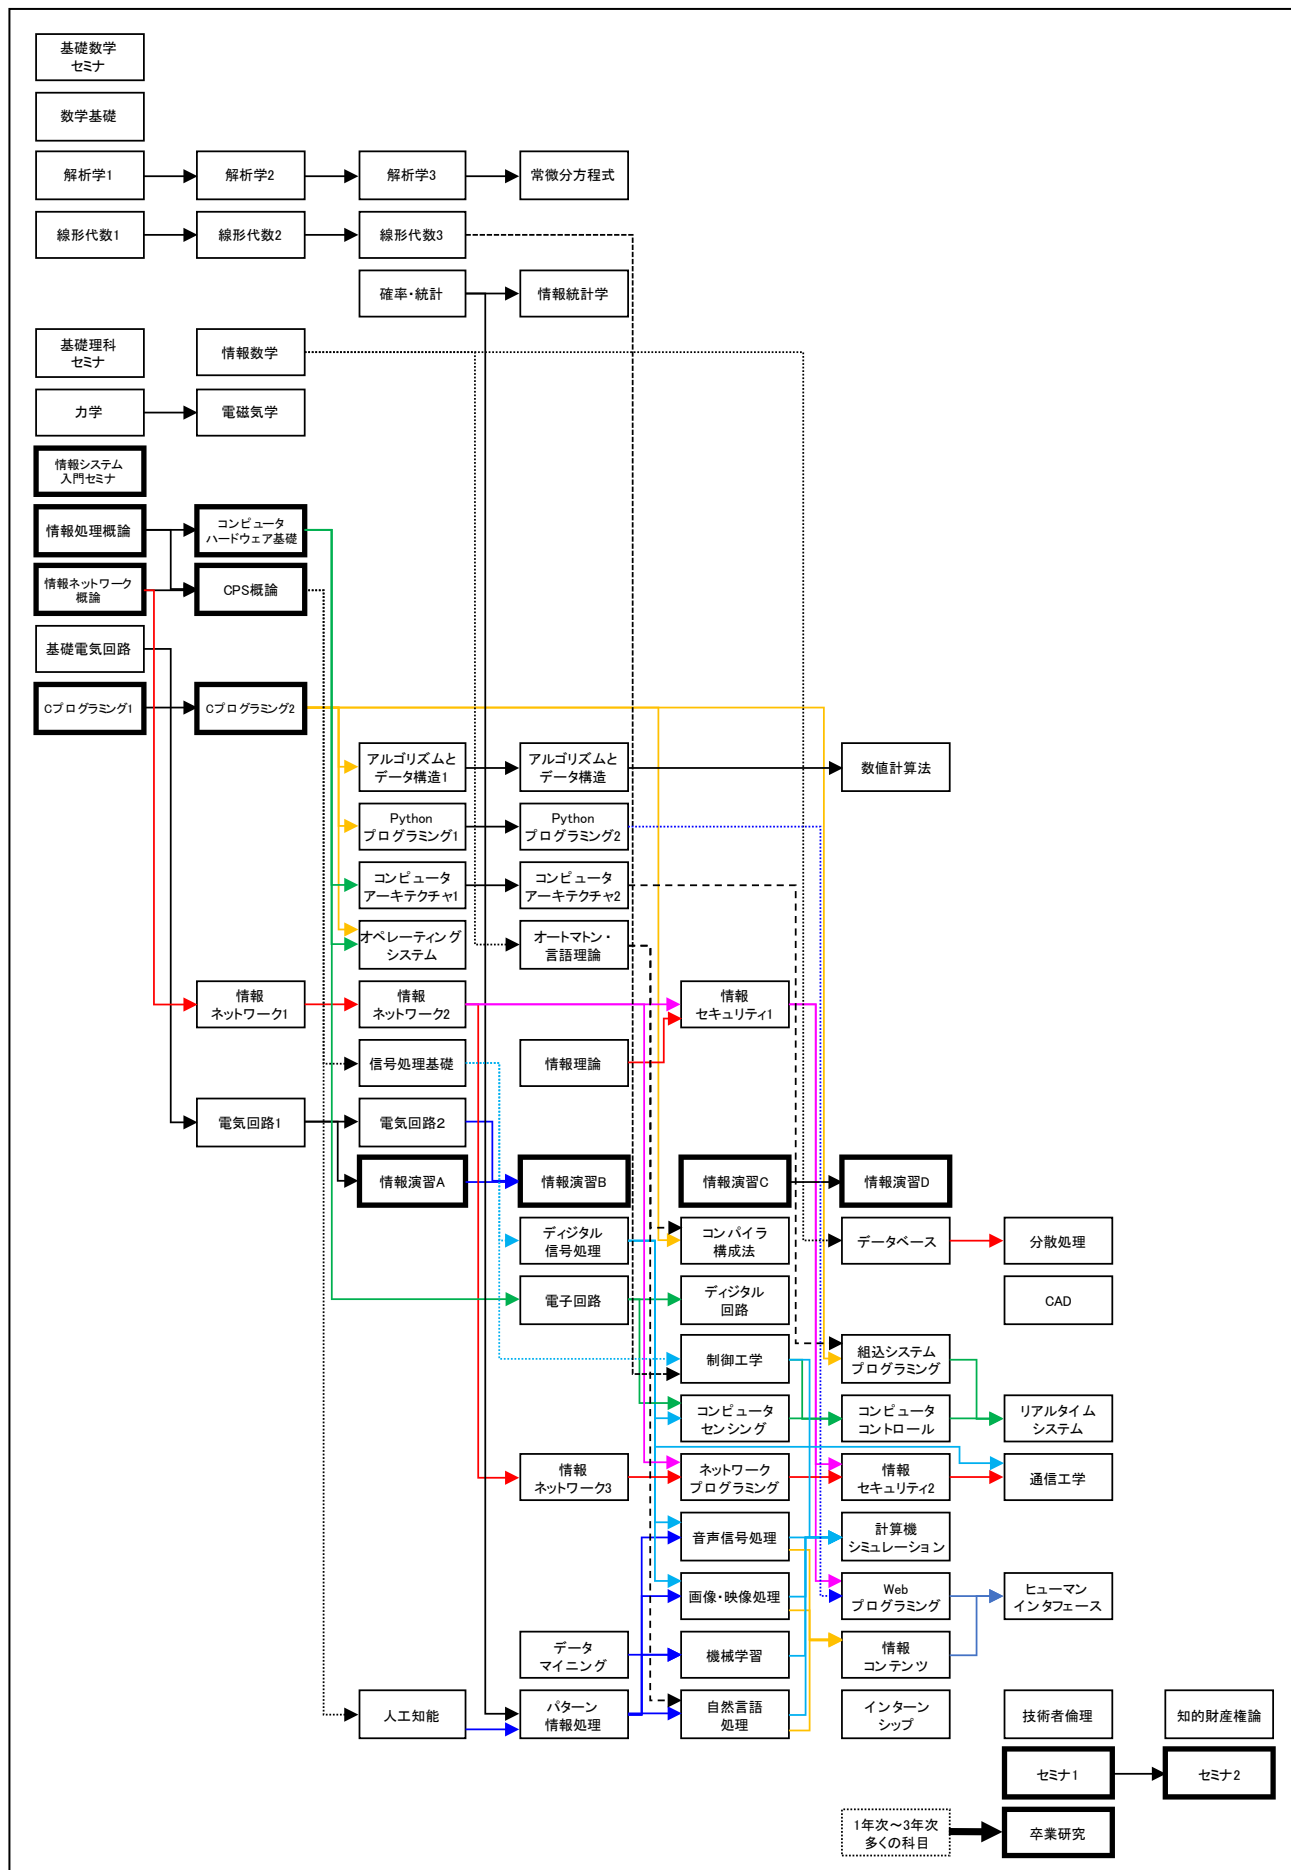 基礎数学
セミナ
数学基礎
解析学1
解析学2
解析学3
常微分方程式
線形代数1
線形代数2
線形代数3
確率・統計
情報統計学
基礎理科
セミナ
情報数学
力学
電磁気学
情報システム
入門セミナ
情報処理概論
コンピュータ
ハードウェア基礎
情報ネットワーク
概論
CPS概論
基礎電気回路
Cプログラミング1
Cプログラミング2
アルゴリズムと
データ構造1
アルゴリズムと
データ構造
数値計算法
Python
プログラミング1
Python
プログラミング2
コンピュータ
アーキテクチャ1
コンピュータ
アーキテクチャ2
オペレーティング
システム
オートマトン・
言語理論
情報
ネットワーク1
情報
ネットワーク2
情報
セキュリティ1
信号処理基礎
情報理論
電気回路1
電気回路2
情報演習A
情報演習B
情報演習C
情報演習D
ディジタル
信号処理
コンパイラ
構成法
データベース
分散処理
電子回路
ディジタル
回路
CAD
制御工学
組込システム
プログラミング
コンピュータ
センシング
コンピュータ
コントロール
リアルタイム
システム
情報
ネットワーク3
ネットワーク
プログラミング
情報
セキュリティ2
通信工学
音声信号処理
計算機
シミュレーション
画像・映像処理
Web
プログラミング
ヒューマン
インタフェース
データ
マイニング
機械学習
情報
コンテンツ
人工知能
パターン
情報処理
自然言語
処理
インターン
シップ
技術者倫理
知的財産権論
セミナ1
セミナ2
1年次～3年次
多くの科目
卒業研究